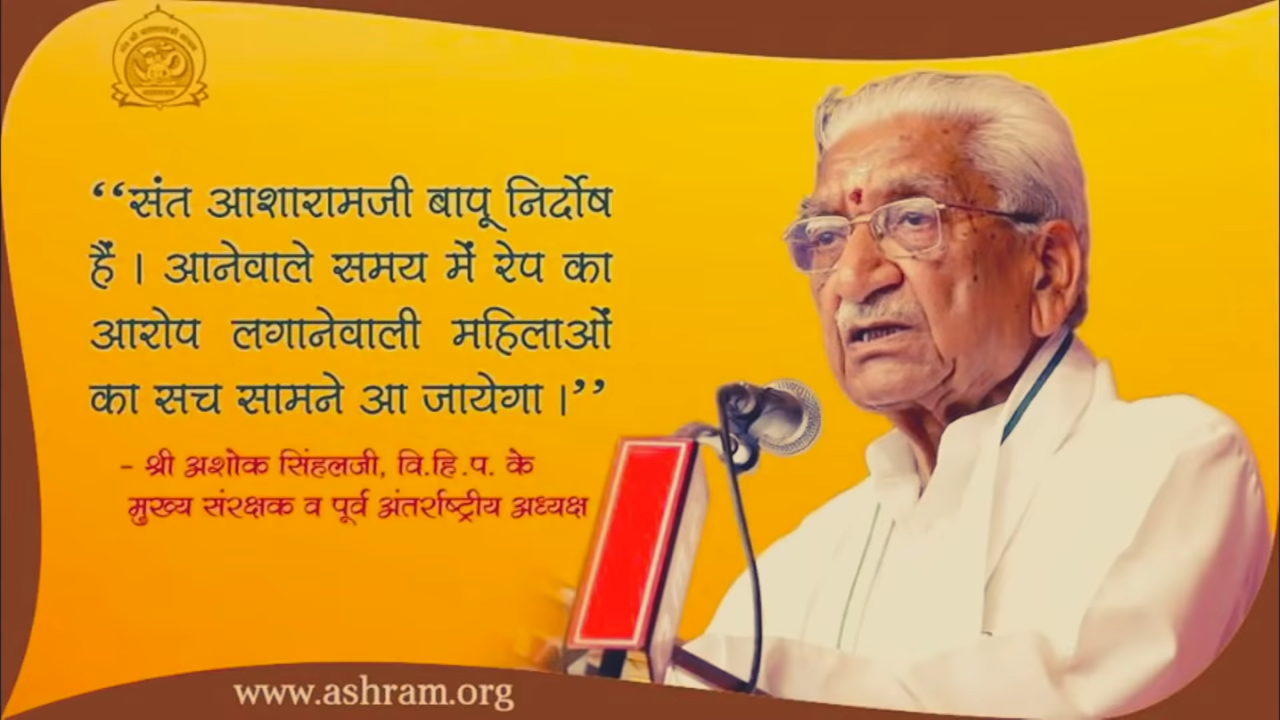 “संत आशारामजी बापू निर्दोष
हैं । आनेवाले समय में रेप का
आरोप लगानेवाली महिलाओं
का सच सामने आ जायेगा ।”
- श्री अशोक सिंहलजी, वि.हि.प. के
मुख्य संरक्षक व पूर्व अंतर्राष्ट्रीय अध्यक्ष
www.ashram.org